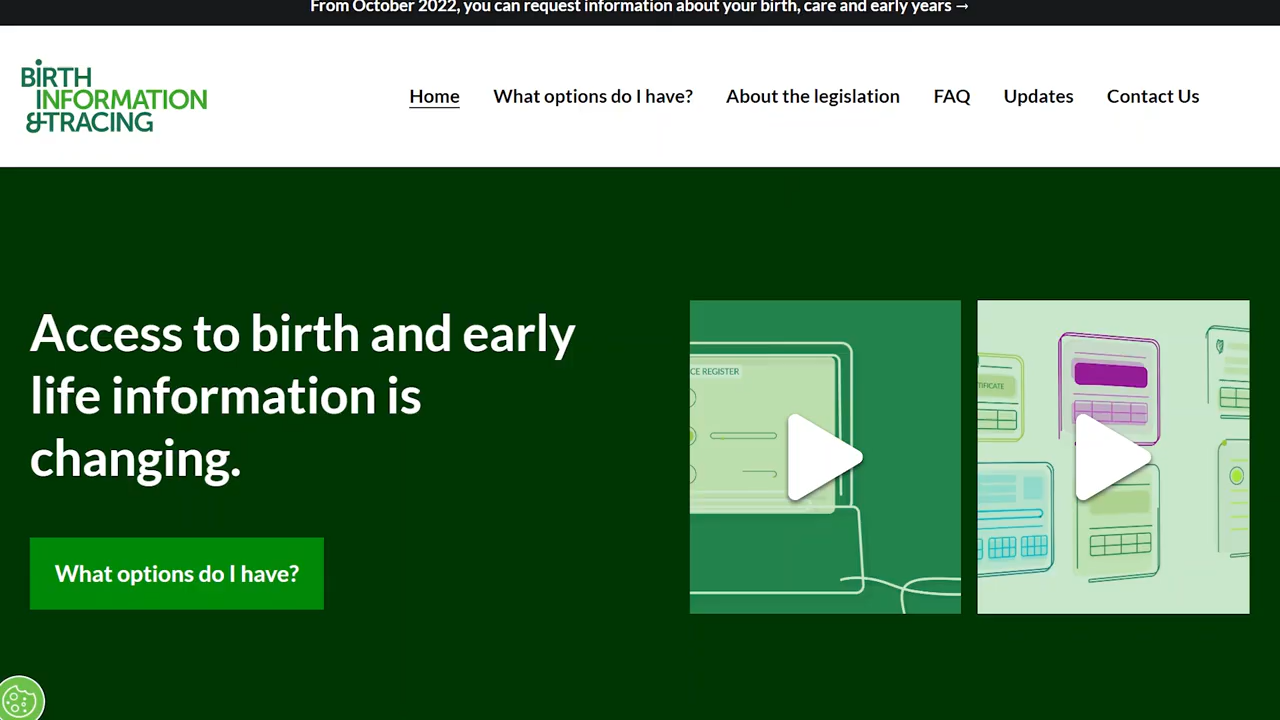 From October 2022, you can request information about your birth, care and early years →
BIRTH
INFORMATION
&TRACING
Home What options do I have? About the legislation FAQ Updates Contact Us
Access to birth and early
life information is
changing.
What options do I have?
CE REGISTER
TIFICATE